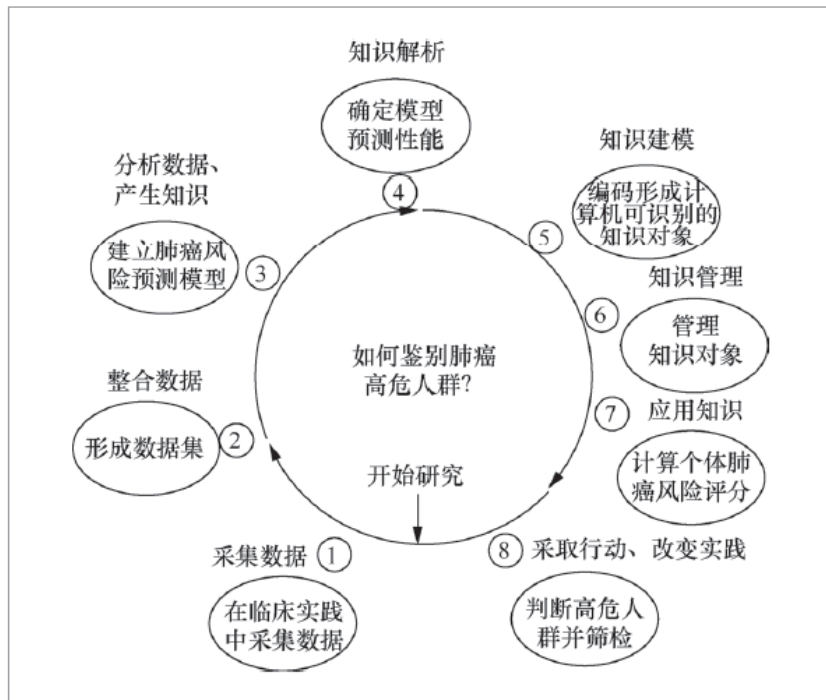 知识解析
确定模型
预测性能
④
知识建模
编码形成计
算机可识别的
知识对象
⑤
分析数据、
产生知识
建立肺癌风
险预测模型
③
知识管理
管理
知识对象
⑥
如何鉴别肺癌
高危人群?
整合数据
形成数据集
②
⑦
应用知识
计算个体肺
癌风险评分
开始研究
采集数据
①
在临床实践
中采集数据
⑧
采取行动、改变实践
判断高危人
群并筛检